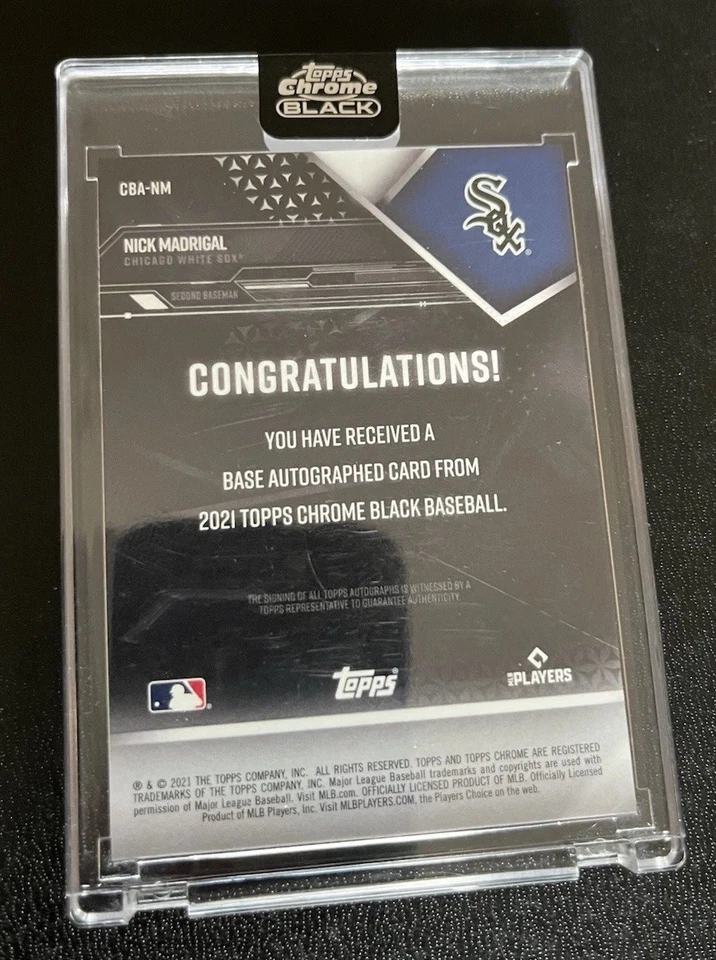 Topps
Chrome
BLACK
CBA-NM
Sox
NICK MADRIGAL
CHICAGO WHITE SOX®
SECOND BASEMAN
CONGRATULATIONS!
YOU HAVE RECEIVED A
BASE AUTOGRAPHED CARD FROM
2021 TOPPS CHROME BLACK BASEBALL.
THE SIGNING OF ALL TOPPS AUTOGRAPHS IS WITNESSED BY A
TOPPS REPRESENTATIVE TO GUARANTEE AUTHENTICITY.
Topps®
MLB PLAYERS
® & © 2021 THE TOPPS COMPANY, INC. ALL RIGHTS RESERVED. TOPPS AND TOPPS CHROME ARE REGISTERED
TRADEMARKS OF THE TOPPS COMPANY, INC. Major League Baseball trademarks and copyrights are used with
permission of Major League Baseball. Visit MLB.com. OFFICIALLY LICENSED PRODUCT OF MLB. Officially Licensed
Product of MLB Players, Inc. Visit MLBPLAYERS.COM, the Players Choice on the web.